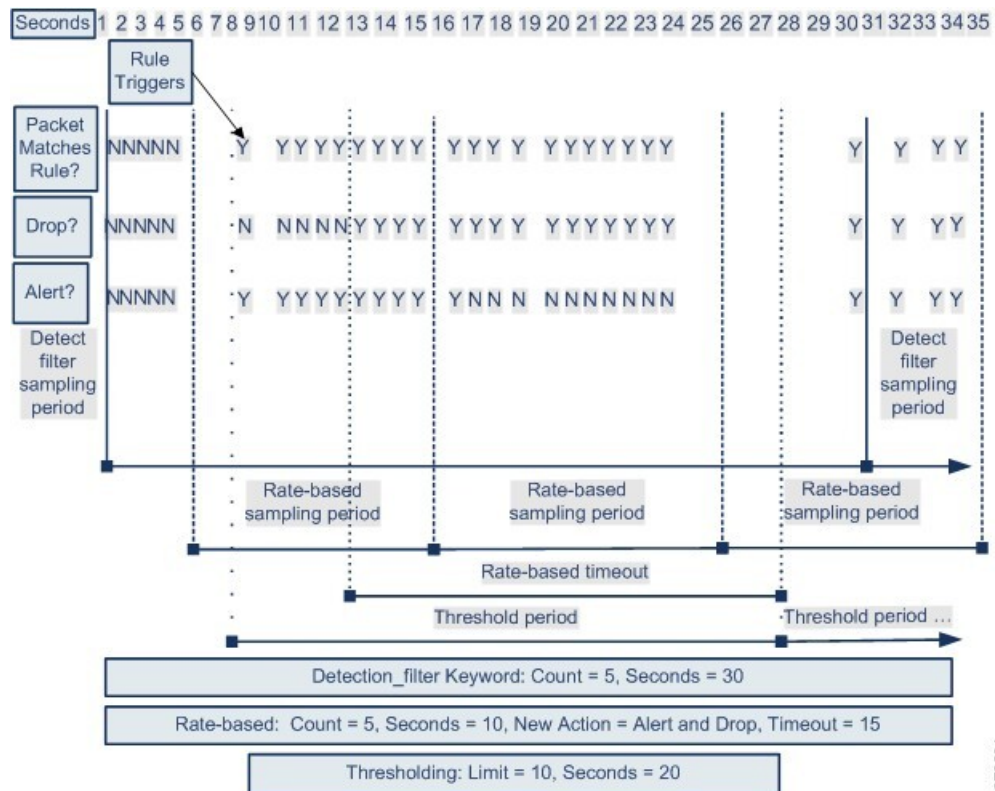 Seconds 1 2 3 4 5 6 7 8 9 10 11 12 13 14 15 16 17 18 19 20 21 22 23 24 25 26 27 28 30 31 32 33 34 35
Rule
Triggers
Packet
Matches
Rule?
NNNNN Y Y Y Y Y Y Y Y Y Y Y Y Y Y Y Y Y Y Y Y Y Y Y Y
Drop?
NNNNN N N N N N Y Y Y Y Y Y Y Y Y Y Y Y Y Y Y Y Y Y Y
Alert?
NNNNN Y Y Y Y Y Y Y Y Y Y N N N N N N N N N N Y Y Y Y
Detect
filter
sampling
period
Detect
filter
sampling
period
Rate-based
sampling period
Rate-based
sampling period
Rate-based
sampling period
Rate-based timeout
Threshold period
Threshold period ...
Detection_filter Keyword: Count = 5, Seconds = 30
Rate-based: Count = 5, Seconds = 10, New Action = Alert and Drop, Timeout = 15
Thresholding: Limit = 10, Seconds = 20